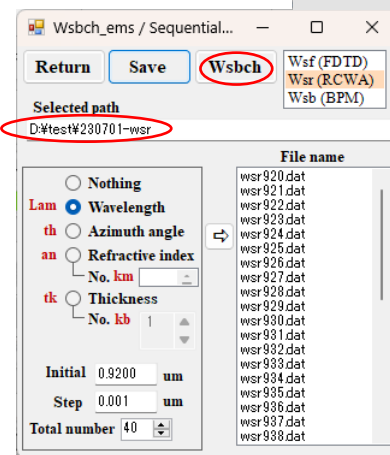 Wsbch_ems / Sequential...
Return Save Wsbch
Wsf (FDTD)
Wsr (RCWA)
Wsb (BPM)
Selected path
D:¥test¥230701-wsr
File name
Nothing
Lam Wavelength
th Azimuth angle
an Refractive index
No. km
tk Thickness
No. kb 1
Initial 0.9200 um
Step 0.001 um
Total number 40
wsr920.dat
wsr921.dat
wsr922.dat
wsr923.dat
wsr924.dat
wsr925.dat
wsr926.dat
wsr927.dat
wsr928.dat
wsr929.dat
wsr930.dat
wsr931.dat
wsr932.dat
wsr933.dat
wsr934.dat
wsr935.dat
wsr936.dat
wsr937.dat
wsr938.dat